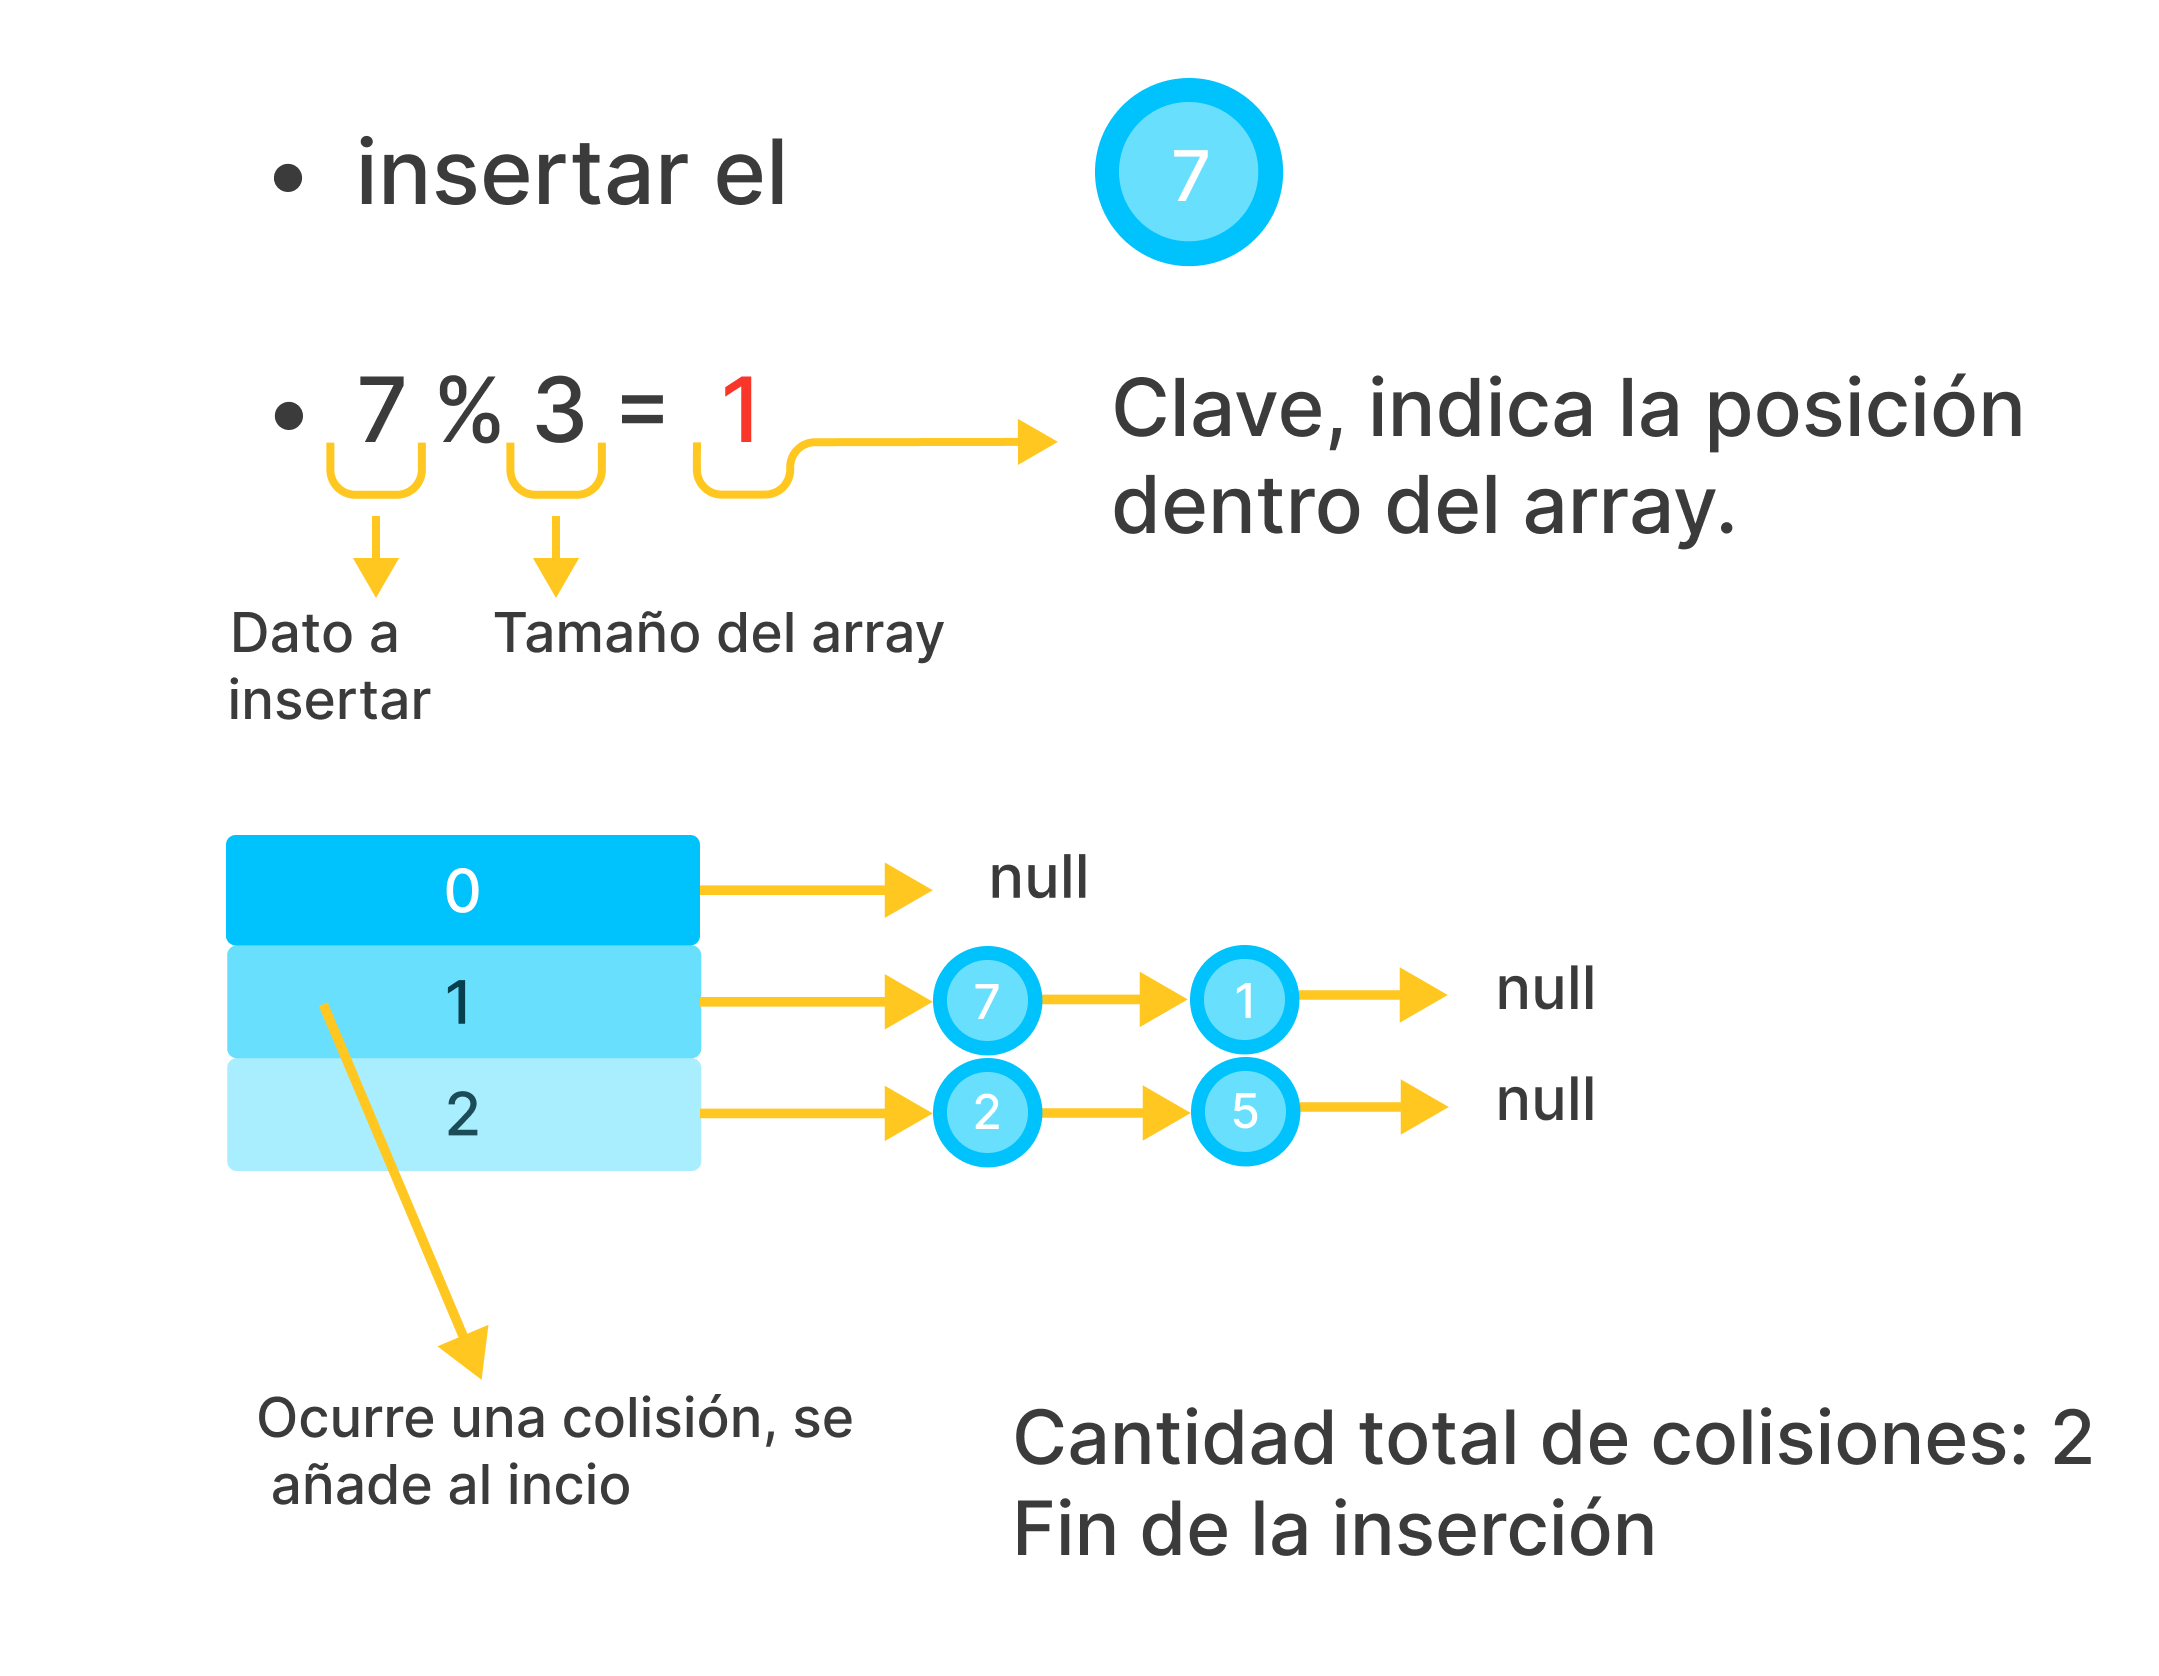 • insertar el 7
• 7 % 3 = 1
Clave, indica la posición
dentro del array.
Dato a
insertar
Tamaño del array
0 null
1 7 1 null
2 2 5 null
Ocurre una colisión, se
añade al incio
Cantidad total de colisiones: 2
Fin de la inserción